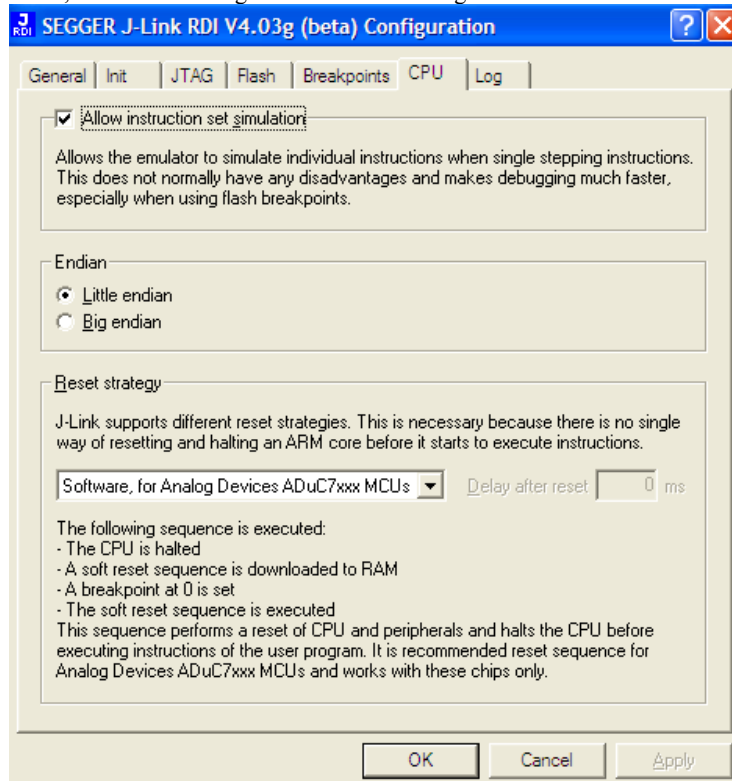 J RDI SEGGER J-Link RDI V4.03g (beta) Configuration
General Init JTAG Flash Breakpoints CPU Log
Allow instruction set simulation
Allows the emulator to simulate individual instructions when single stepping instructions.
This does not normally have any disadvantages and makes debugging much faster,
especially when using flash breakpoints.
Endian
Little endian
Big endian
Reset strategy
J-Link supports different reset strategies. This is necessary because there is no single
way of resetting and halting an ARM core before it starts to execute instructions.
Software, for Analog Devices ADuC7xxx MCUs Delay after reset 0 ms
The following sequence is executed:
- The CPU is halted
- A soft reset sequence is downloaded to RAM
- A breakpoint at 0 is set
- The soft reset sequence is executed
This sequence performs a reset of CPU and peripherals and halts the CPU before
executing instructions of the user program. It is recommended reset sequence for
Analog Devices ADuC7xxx MCUs and works with these chips only.
OK Cancel Apply